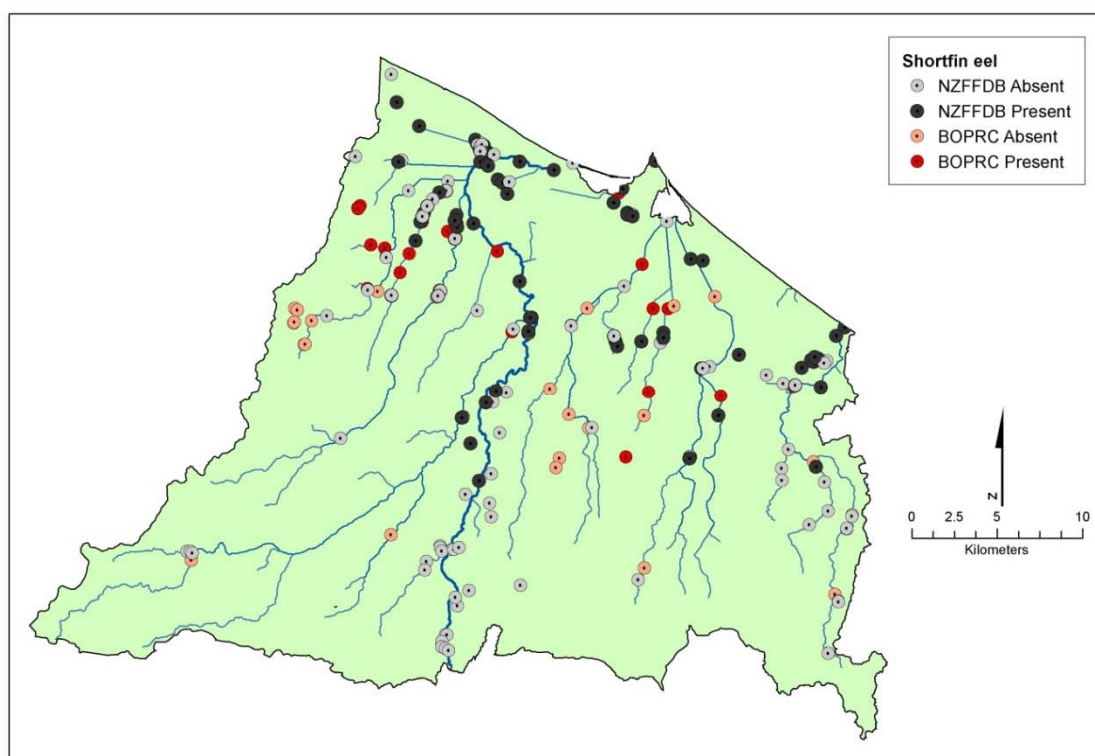 Shortfin eel
NZFFDB Absent
NZFFDB Present
BOPRC Absent
BOPRC Present
N
0 2.5 5 10
Kilometers